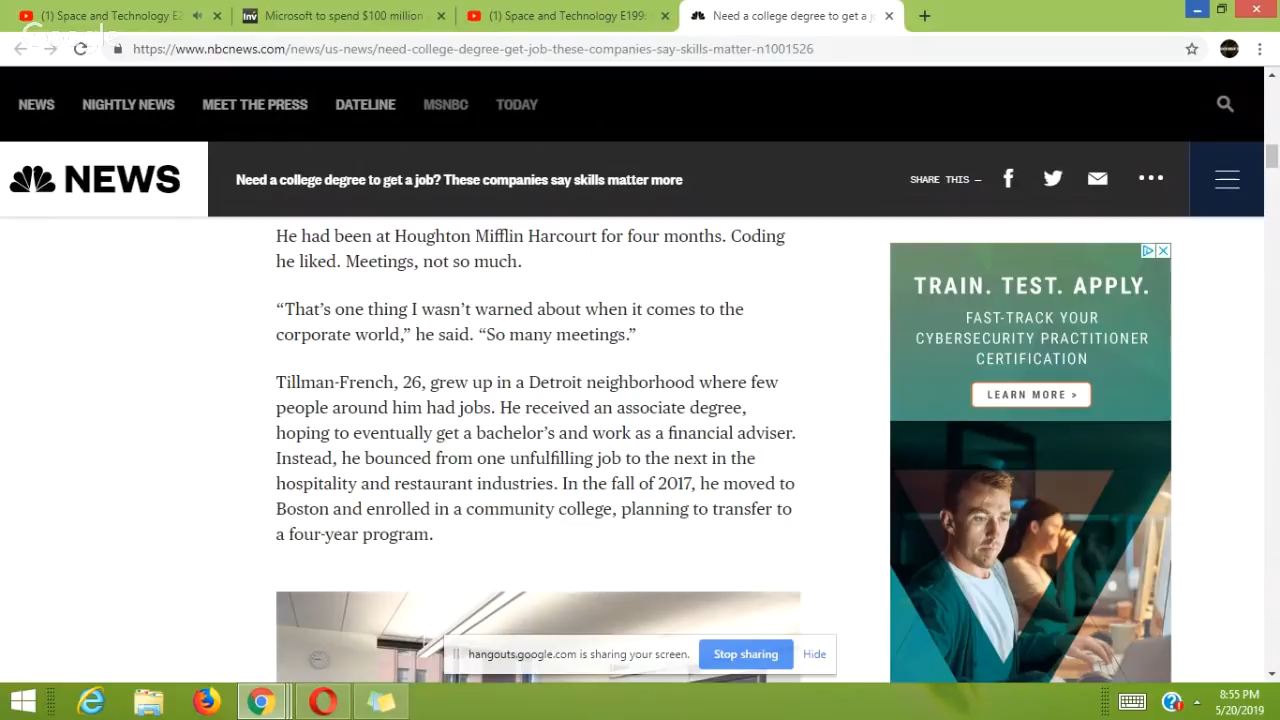 (1) Space and Technology E2
Microsoft to spend $100 million
(1) Space and Technology E199:
Need a college degree to get a j
https://www.nbcnews.com/news/us-news/need-college-degree-get-job-these-companies-say-skills-matter-n1001526
NEWS NIGHTLY NEWS MEET THE PRESS DATELINE MSNBC TODAY
NEWS
Need a college degree to get a job? These companies say skills matter more
SHARE THIS —
He had been at Houghton Mifflin Harcourt for four months. Coding
he liked. Meetings, not so much.
“That’s one thing I wasn’t warned about when it comes to the
corporate world,” he said. “So many meetings.”
Tillman-French, 26, grew up in a Detroit neighborhood where few
people around him had jobs. He received an associate degree,
hoping to eventually get a bachelor’s and work as a financial adviser.
Instead, he bounced from one unfulfilling job to the next in the
hospitality and restaurant industries. In the fall of 2017, he moved to
Boston and enrolled in a community college, planning to transfer to
a four-year program.
TRAIN. TEST. APPLY.
FAST-TRACK YOUR
CYBERSECURITY PRACTITIONER
CERTIFICATION
LEARN MORE >
hangouts.google.com is sharing your screen.
Stop sharing
Hide
8:55 PM
5/20/2019